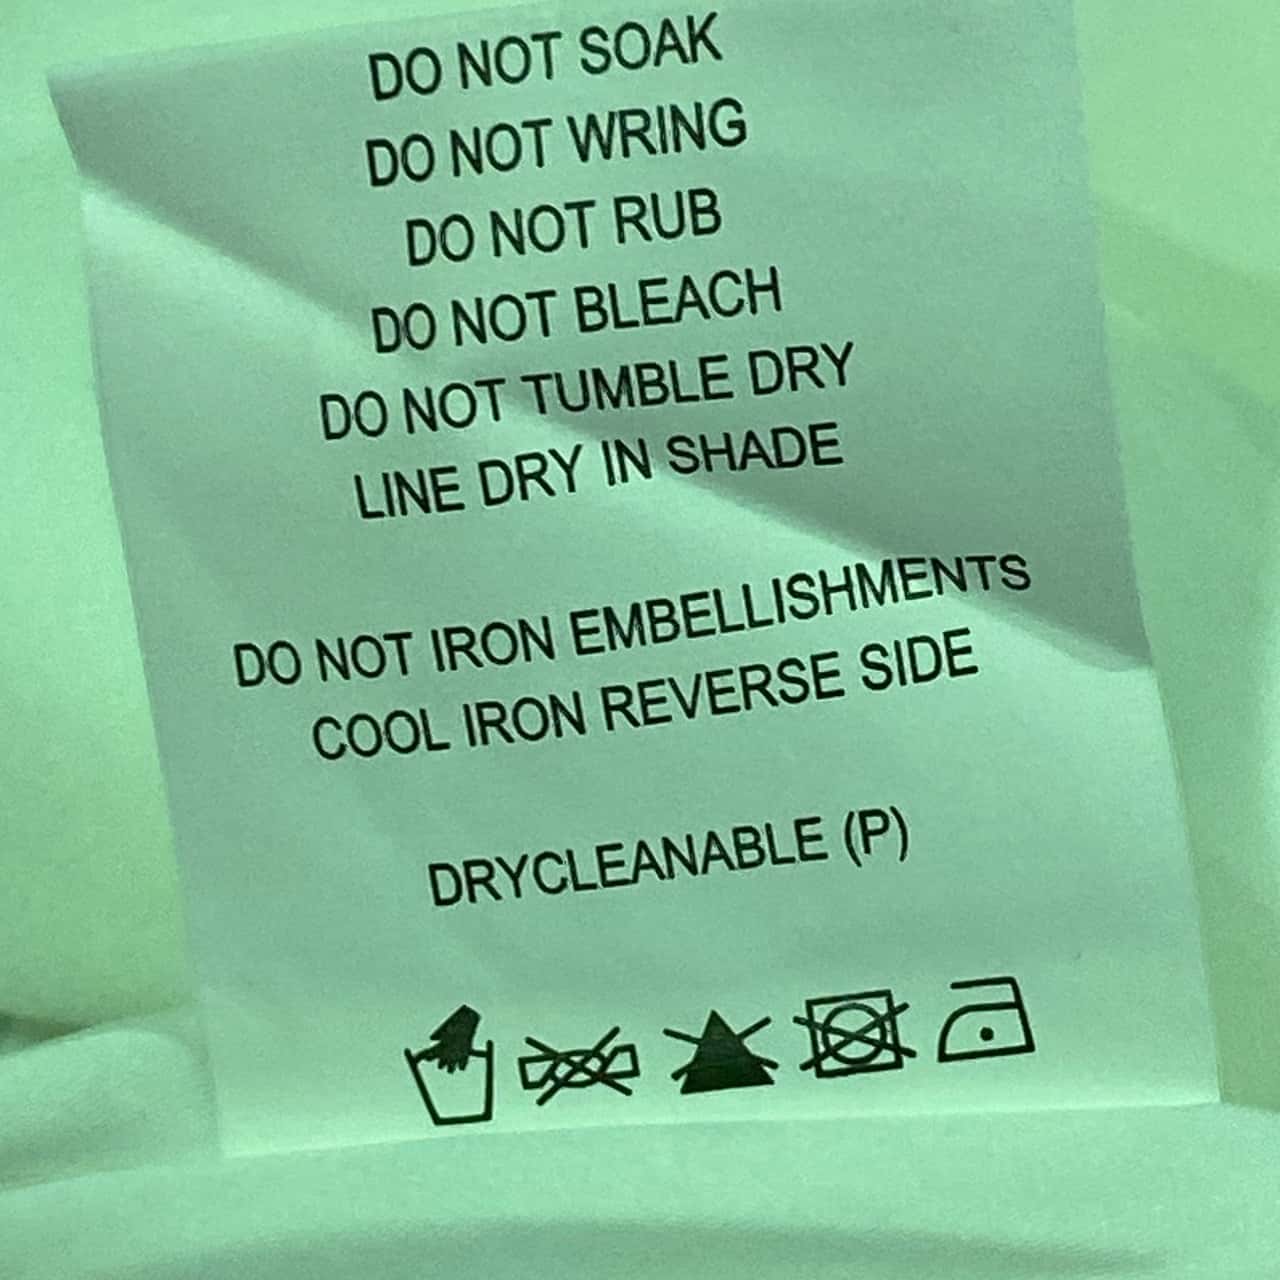 DO NOT SOAK
DO NOT WRING
DO NOT RUB
DO NOT BLEACH
DO NOT TUMBLE DRY
LINE DRY IN SHADE
DO NOT IRON EMBELLISHMENTS
COOL IRON REVERSE SIDE
DRYCLEANABLE (P)